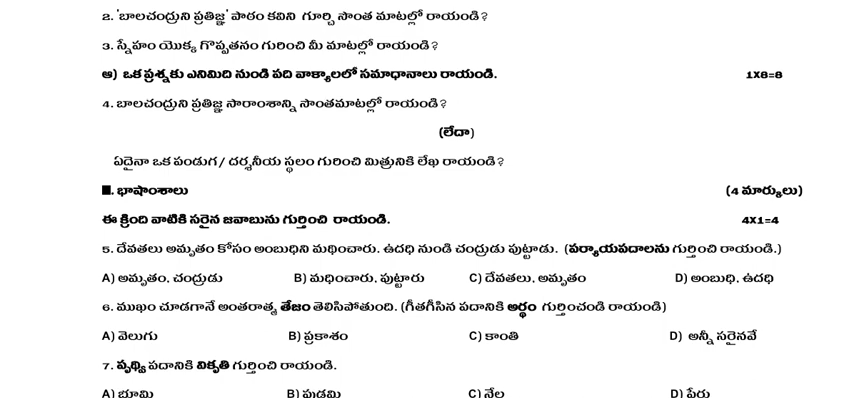 2. 'బాలచంద్రుని ప్రతిజ్ఞ' పాఠం కవిని గూర్చి సొంత మాటల్లో రాయండి?
3. స్నేహం యొక్క గొప్పతనం గురించి మీ మాటల్లో రాయండి?
ఆ) ఒక ప్రశ్నకు ఎనిమిది నుండి పది వాక్యాలలో సమాధానాలు రాయండి. 1X8=8
4. బాలచంద్రుని ప్రతిజ్ఞ సారాంశాన్ని సొంతమాటల్లో రాయండి?
(లేదా)
ఏదైనా ఒక పండుగ/ దర్శనీయ స్థలం గురించి మిత్రునికి లేఖ రాయండి?
II. భాషాంశాలు (4 మార్కులు)
ఈ క్రింది వాటికి సరైన జవాబును గుర్తించి రాయండి. 4X1=4
5. దేవతలు అమృతం కోసం అంబుధిని మథించారు. ఉదధి నుండి చంద్రుడు పుట్టాడు. (పర్యాయపదాలను గుర్తించి రాయండి.)
A) అమృతం, చంద్రుడు B) మధించారు, పుట్టారు C) దేవతలు, అమృతం D) అంబుధి, ఉదధి
6. ముఖం చూడగానే అంతరాత్మ తేజం తెలిసిపోతుంది. (గీతగీసిన పదానికి అర్థం గుర్తించండి రాయండి)
A) వెలుగు B) ప్రకాశం C) కాంతి D) అన్నీ సరైనవే
7. పృథ్వి పదానికి వికృతి గుర్తించి రాయండి.
A) భూమి B) పుడమి C) నేల D) పేరు